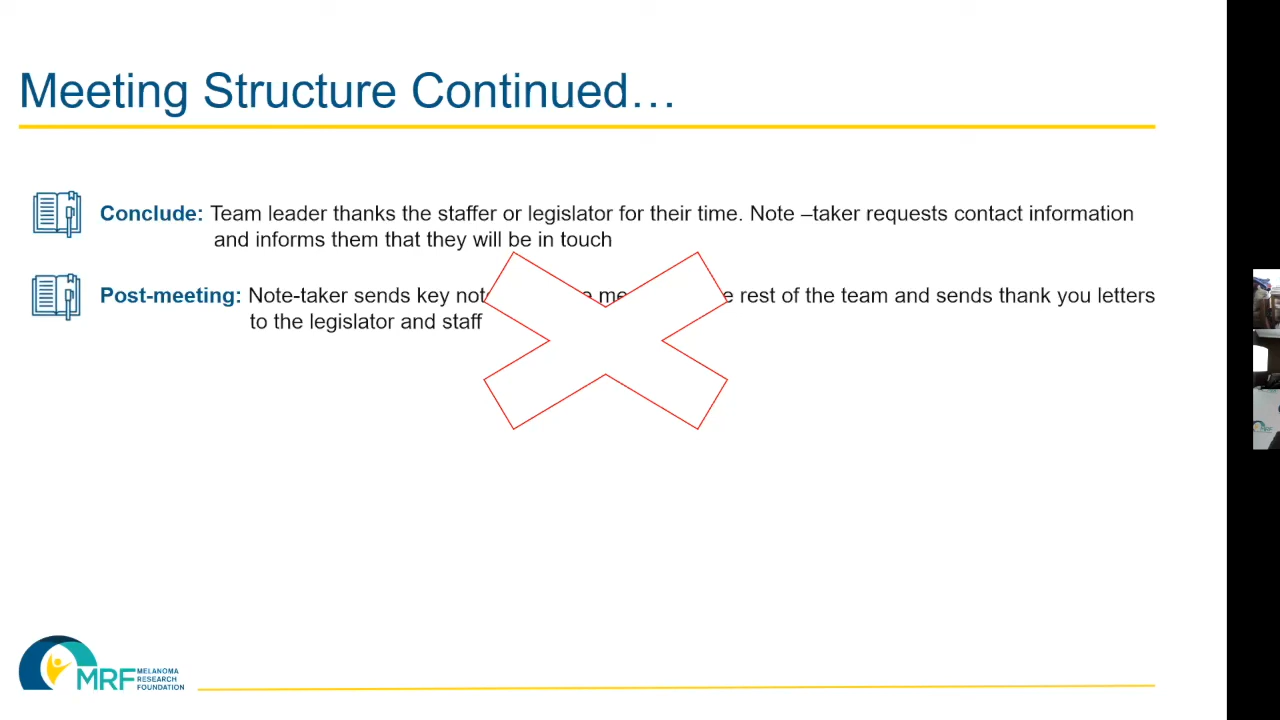 Meeting Structure Continued…
Conclude: Team leader thanks the staffer or legislator for their time. Note –taker requests contact information
and informs them that they will be in touch
Post-meeting: Note-taker sends key rest of the team and sends thank you letters
to the legislator and staff
MRF MELANOMA
RESEARCH
FOUNDATION
MRF